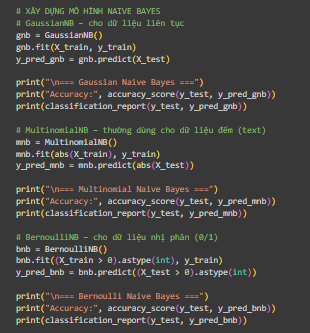 # XÂY DỰNG MÔ HÌNH NAIVE BAYES
# GaussianNB – cho dữ liệu liên tục
gnb = GaussianNB()
gnb.fit(X_train, y_train)
y_pred_gnb = gnb.predict(X_test)
print("\n=== Gaussian Naive Bayes ===")
print("Accuracy:", accuracy_score(y_test, y_pred_gnb))
print(classification_report(y_test, y_pred_gnb))
# MultinomialNB – thường dùng cho dữ liệu đếm (text)
mnb = MultinomialNB()
mnb.fit(abs(X_train), y_train)
y_pred_mnb = mnb.predict(abs(X_test))
print("\n=== Multinomial Naive Bayes ===")
print("Accuracy:", accuracy_score(y_test, y_pred_mnb))
print(classification_report(y_test, y_pred_mnb))
# BernoulliNB – cho dữ liệu nhị phân (0/1)
bnb = BernoulliNB()
bnb.fit((X_train > 0).astype(int), y_train)
y_pred_bnb = bnb.predict((X_test > 0).astype(int))
print("\n=== Bernoulli Naive Bayes ===")
print("Accuracy:", accuracy_score(y_test, y_pred_bnb))
print(classification_report(y_test, y_pred_bnb))